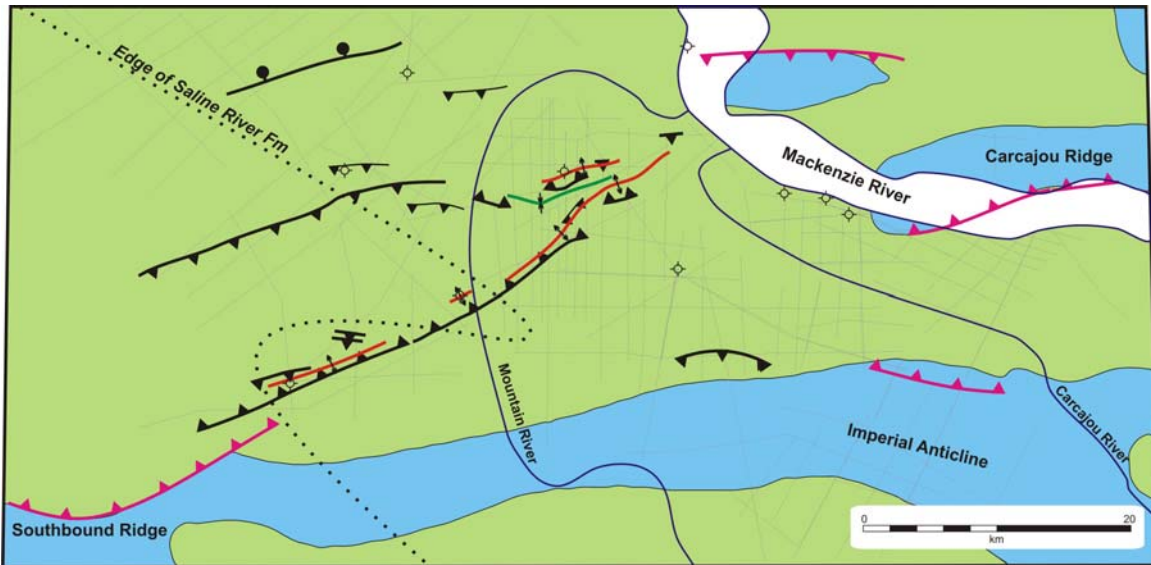 Edge of Saline River Fm
Mackenzie River
Carcajou Ridge
Mountain River
Carcajou River
Imperial Anticline
Southbound Ridge
0 20
km